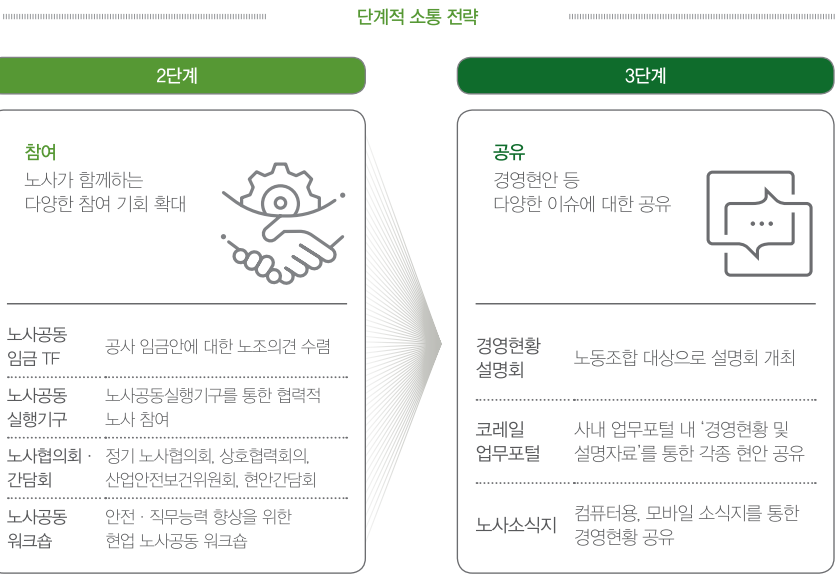 단계적 소통 전략
2단계
참여
노사가 함께하는
다양한 참여 기회 확대
노사공동
임금 TF
공사 임금안에 대한 노조의견 수렴
노사공동
실행기구
노사공동실행기구를 통한 협력적
노사 참여
노사협의회 ·
간담회
정기 노사협의회, 상호협력회의,
산업안전보건위원회, 현안간담회
노사공동
워크숍
안전 · 직무능력 향상을 위한
현업 노사공동 워크숍
3단계
공유
경영현안 등
다양한 이슈에 대한 공유
경영현황
설명회
노동조합 대상으로 설명회 개최
코레일
업무포털
사내 업무포털 내 ‘경영현황 및
설명자료’를 통한 각종 현안 공유
노사소식지
컴퓨터용, 모바일 소식지를 통한
경영현황 공유